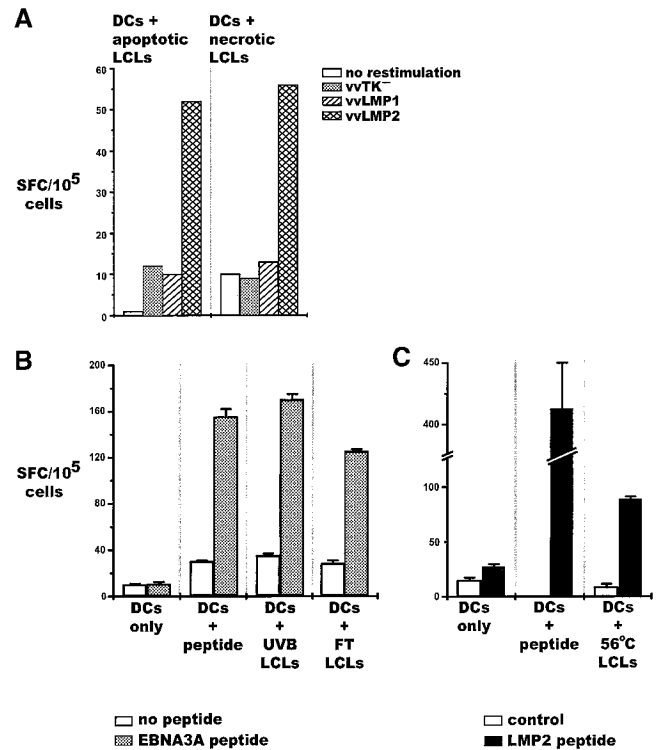 A
DCs +
apoptotic
LCLs
DCs +
necrotic
LCLs
no restimulation
vvTK−
vvLMP1
vvLMP2
SFC/10⁵
cells
60
50
40
30
20
10
0
B
SFC/10⁵
cells
200
160
120
80
40
0
DCs
only
DCs
+
peptide
DCs
+
UVB
LCLs
DCs
+
FT
LCLs
no peptide
EBNA3A peptide
C
450
400
100
50
0
DCs
only
DCs
+
peptide
DCs
+
56°C
LCLs
control
LMP2 peptide